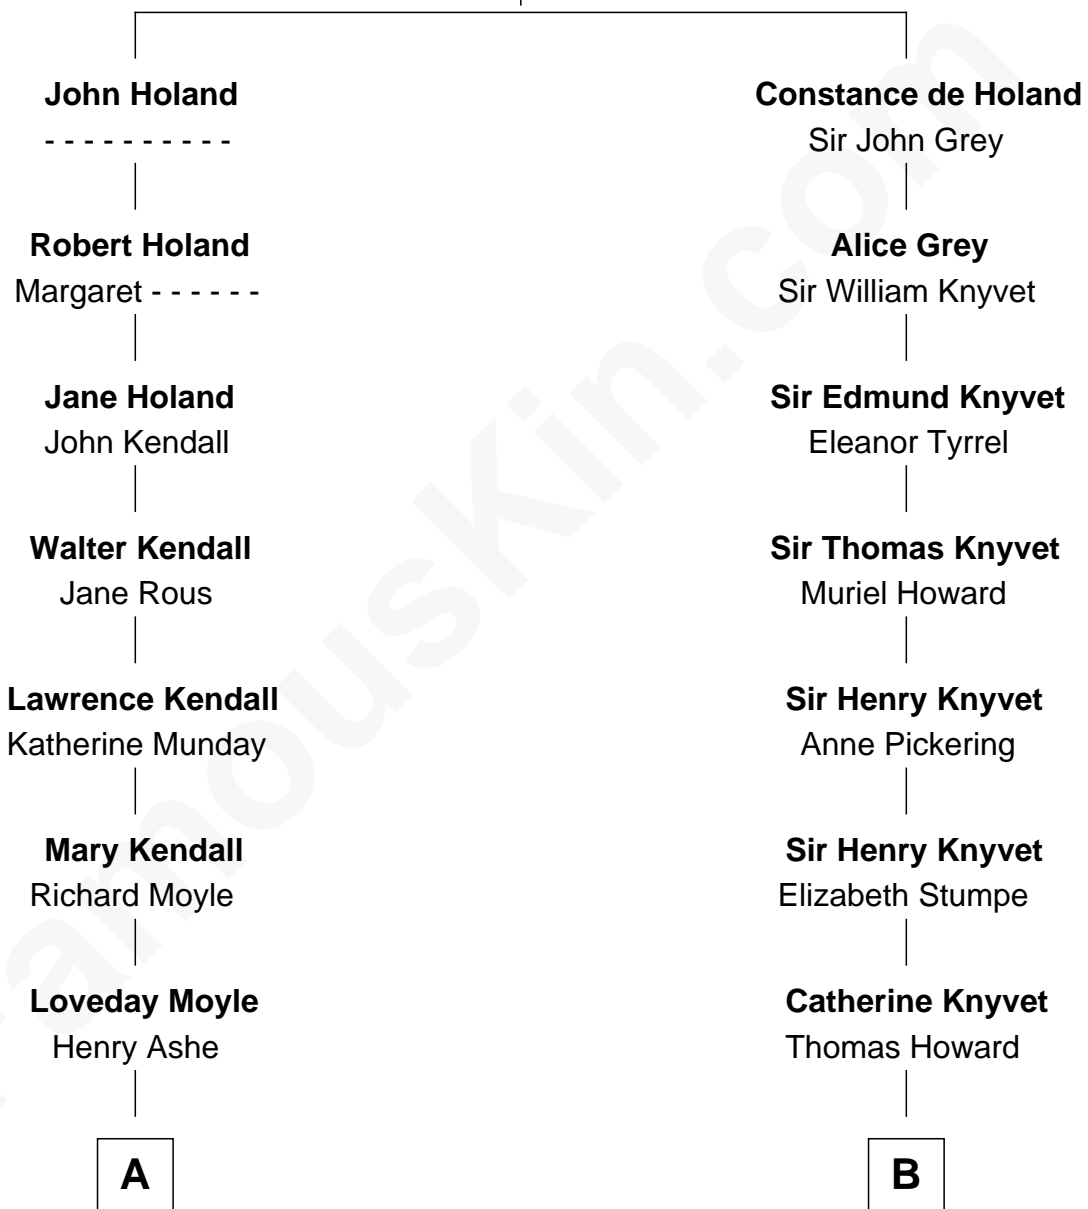 John Holand
- - - - - - - - - -
Constance de Holand
Sir John Grey
Robert Holand
Margaret - - - - - -
Alice Grey
Sir William Knyvet
Jane Holand
John Kendall
Sir Edmund Knyvet
Eleanor Tyrrel
Walter Kendall
Jane Rous
Sir Thomas Knyvet
Muriel Howard
Lawrence Kendall
Katherine Munday
Sir Henry Knyvet
Anne Pickering
Mary Kendall
Richard Moyle
Sir Henry Knyvet
Elizabeth Stumpe
Loveday Moyle
Henry Ashe
Catherine Knyvet
Thomas Howard
A
B
FamousKin.com